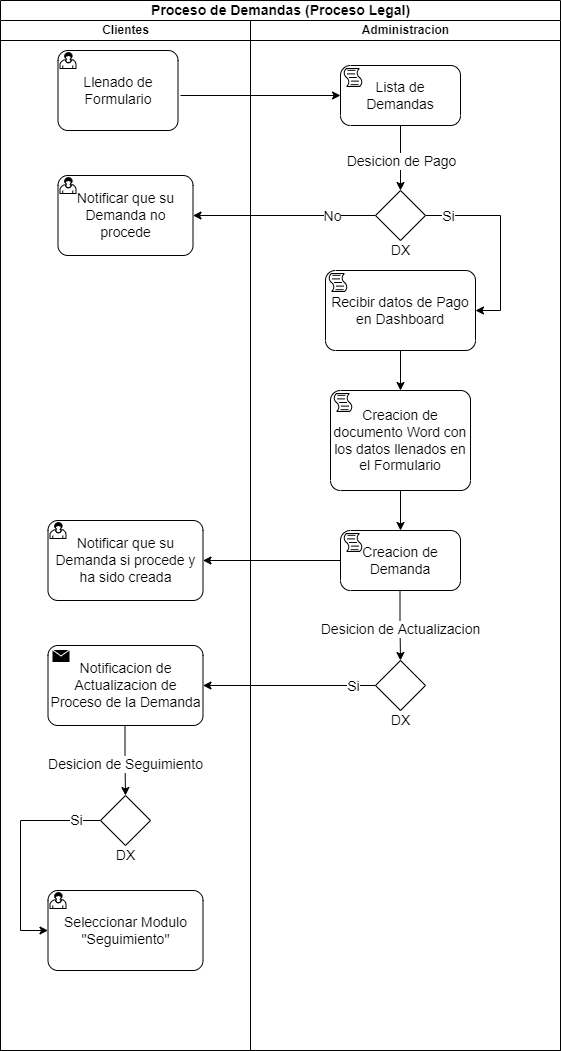 Proceso de Demandas (Proceso Legal)
Clientes
Administracion
Llenado de
Formulario
Lista de
Demandas
Desicion de Pago
Notificar que su
Demanda no
procede
No
Si
DX
Recibir datos de Pago
en Dashboard
Creacion de
documento Word con
los datos llenados en
el Formulario
Notificar que su
Demanda si procede y
ha sido creada
Creacion de
Demanda
Desicion de Actualizacion
Notificacion de
Actualizacion de
Proceso de la Demanda
Si
DX
Desicion de Seguimiento
Si
DX
Seleccionar Modulo
"Seguimiento"